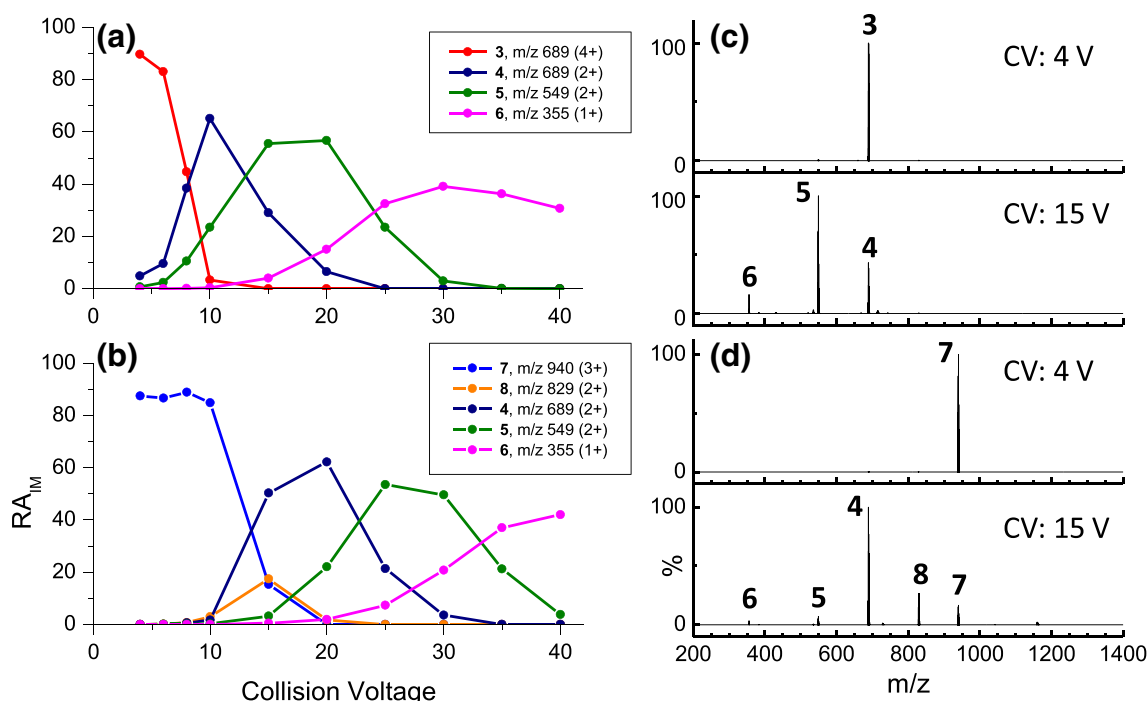 (a)
100
80
60
40
20
0
0 10 20 30 40
3, m/z 689 (4+)
4, m/z 689 (2+)
5, m/z 549 (2+)
6, m/z 355 (1+)
(b)
100
80
60
40
20
0
0 10 20 30 40
7, m/z 940 (3+)
8, m/z 829 (2+)
4, m/z 689 (2+)
5, m/z 549 (2+)
6, m/z 355 (1+)
RAIM
Collision Voltage
(c)
3
CV: 4 V
100
0
5
CV: 15 V
100
4
6
0
(d)
7
CV: 4 V
100
0
4
CV: 15 V
100
8
7
6
5
%
0
200 400 600 800 1000 1200 1400
m/z